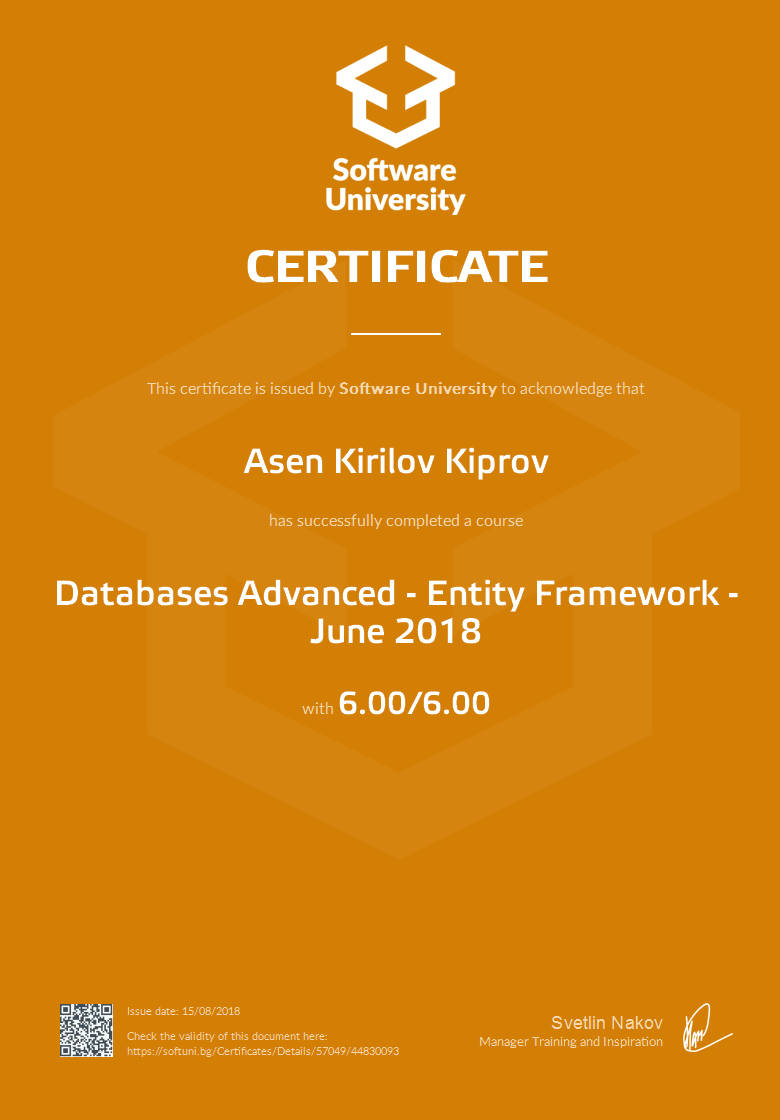 Software
University
CERTIFICATE
This certificate is issued by Software University to acknowledge that
Asen Kirilov Kiprov
has successfully completed a course
Databases Advanced - Entity Framework -
June 2018
with 6.00/6.00
Issue date: 15/08/2018
Check the validity of this document here:
https://softuni.bg/Certificates/Details/57049/44830093
Svetlin Nakov
Manager Training and Inspiration